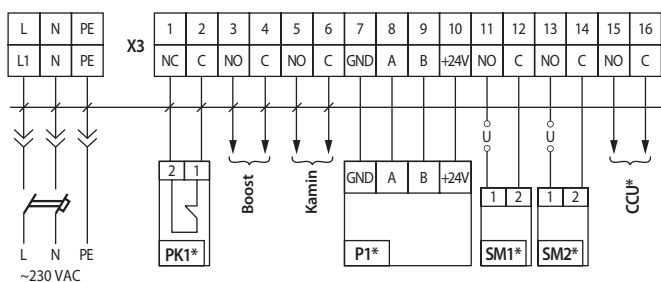 L N PE
L1 N PE
X3
1 2 3 4 5 6 7 8 9 10 11 12 13 14 15 16
NC C NO C NO C GND A B +24V NO C NO C NO C
U U
2 1
Boost
Kamin
GND A B +24V
CCU*
1 2 1 2
PK1* P1* SM1* SM2*
L N PE
~230 VAC